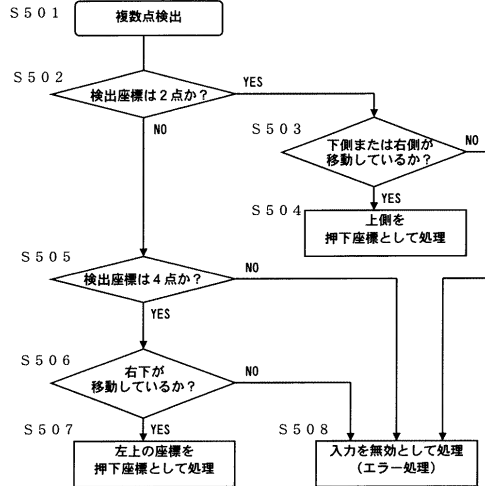 S501
複数点検出
S502
検出座標は2点か?
YES
NO
S503
下側または右側が
移動しているか?
NO
YES
S504
上側を
押下座標として処理
S505
検出座標は4点か?
NO
YES
S506
右下が
移動しているか?
NO
YES
S507
左上の座標を
押下座標として処理
S508
入力を無効として処理
(エラー処理)